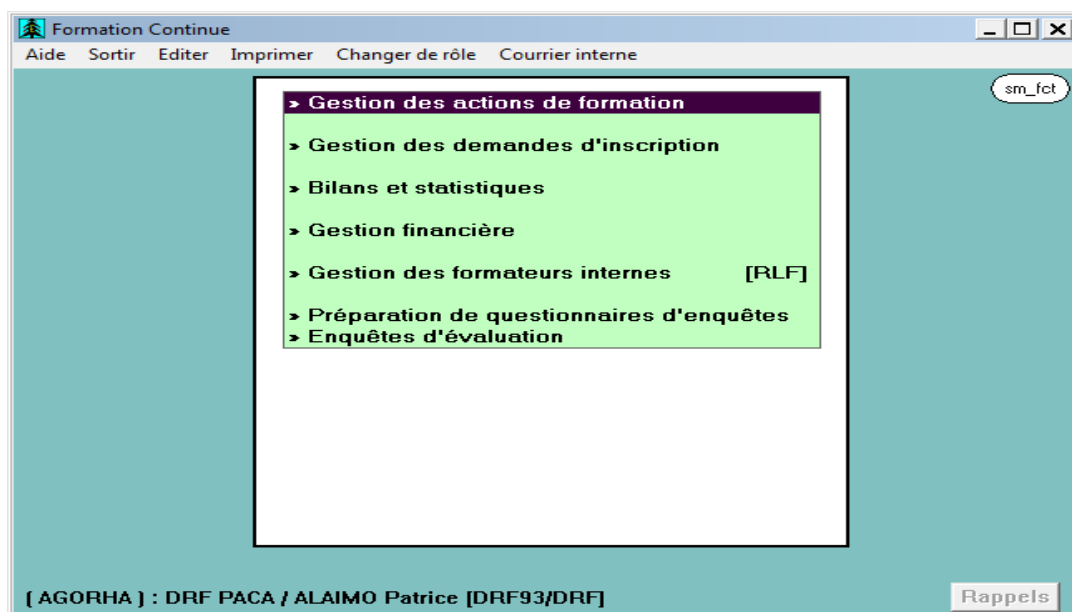 Formation Continue
Aide Sortir Editer Imprimer Changer de rôle Courrier interne
sm_fct
» Gestion des actions de formation
» Gestion des demandes d'inscription
» Bilans et statistiques
» Gestion financière
» Gestion des formateurs internes [RLF]
» Préparation de questionnaires d'enquêtes
» Enquêtes d'évaluation
( AGORHA ) : DRF PACA / ALAIMO Patrice [DRF93/DRF]
Rappels